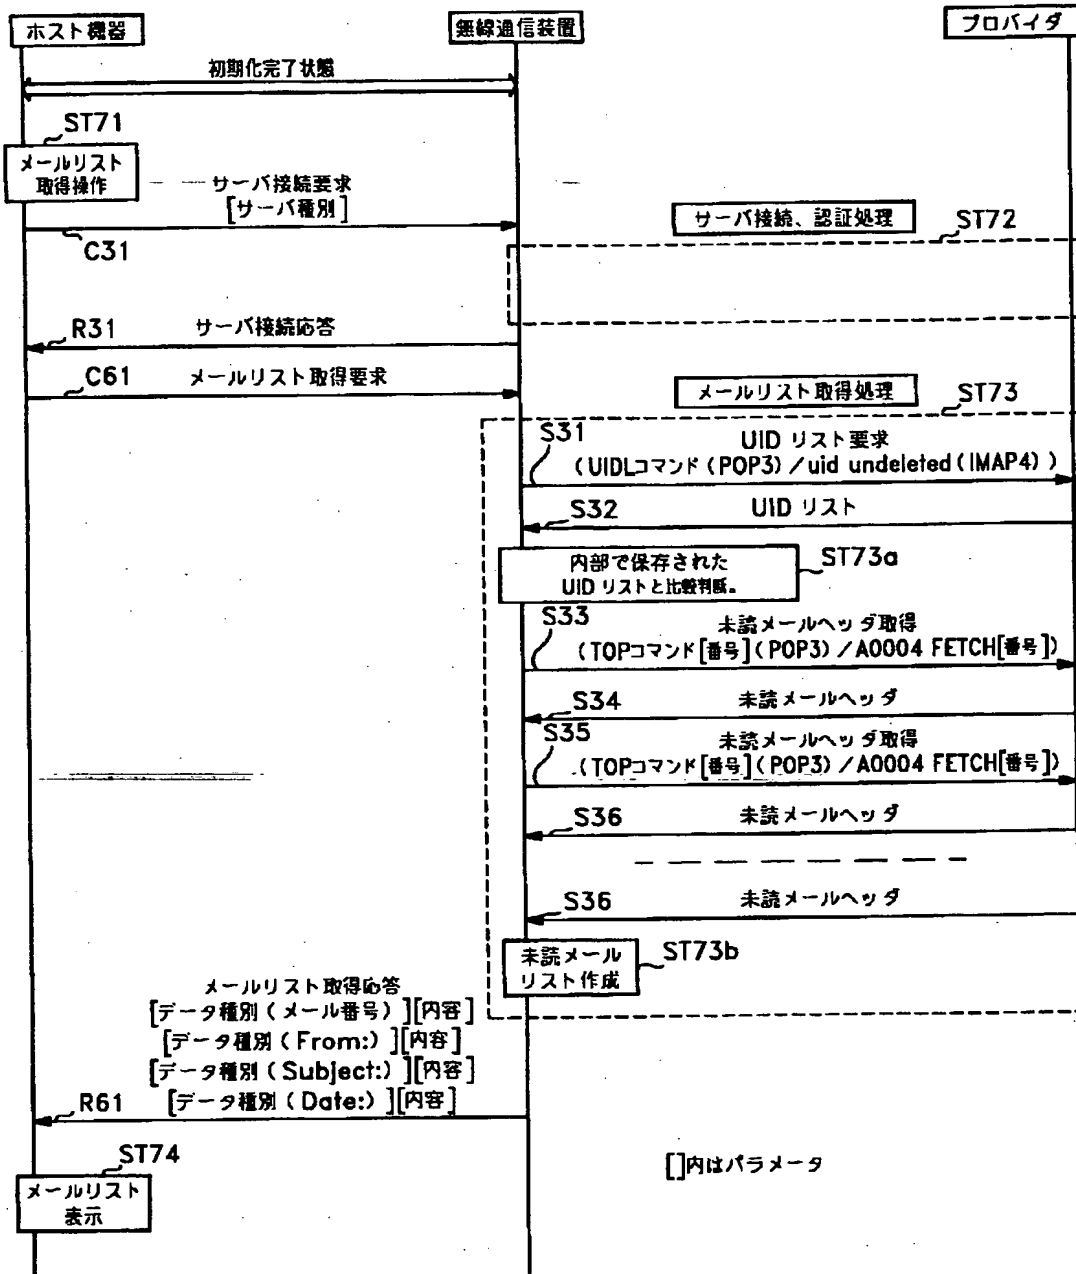 ホスト機器
無線通信装置
プロバイダ
初期化完了状態
ST71
メールリスト
取得操作
サーバ接続要求
[サーバ種別]
C31
サーバ接続、認証処理
ST72
R31
サーバ接続応答
C61
メールリスト取得要求
メールリスト取得処理
ST73
S31
UID リスト要求
(UIDLコマンド(POP3)/uid undeleted(IMAP4))
S32
UID リスト
内部で保存された
UID リストと比較判断。
ST73a
S33
未読メールヘッダ取得
(TOPコマンド[番号](POP3)/A0004 FETCH[番号])
S34
未読メールヘッダ
S35
未読メールヘッダ取得
(TOPコマンド[番号](POP3)/A0004 FETCH[番号])
S36
未読メールヘッダ
S36
未読メールヘッダ
未読メール
リスト作成
ST73b
メールリスト取得応答
[データ種別(メール番号)][内容]
[データ種別(From:)][内容]
[データ種別(Subject:)][内容]
[データ種別(Date:)][内容]
R61
ST74
メールリスト
表示
[]内はパラメータ